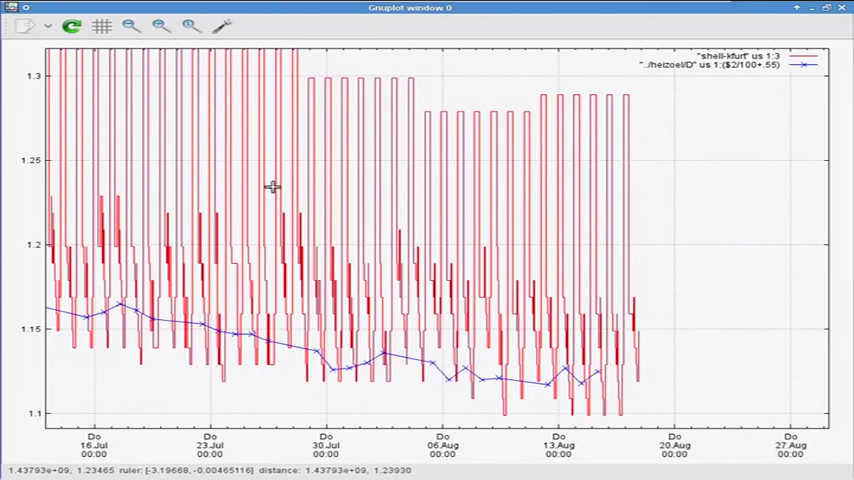 Gnuplot window 0
"shell-kfurt" us 1:3
"../heizoel/D" us 1:($2/100+.55)
1.3
1.25
1.2
1.15
1.1
Do Do Do Do Do Do Do
16.Jul 23.Jul 30.Jul 06.Aug 13.Aug 20.Aug 27.Aug
00:00 00:00 00:00 00:00 00:00 00:00 00:00
1.43793e+09, 1.23465 ruler: [-3.19668, -0.00465116] distance: 1.43793e+09, 1.23930